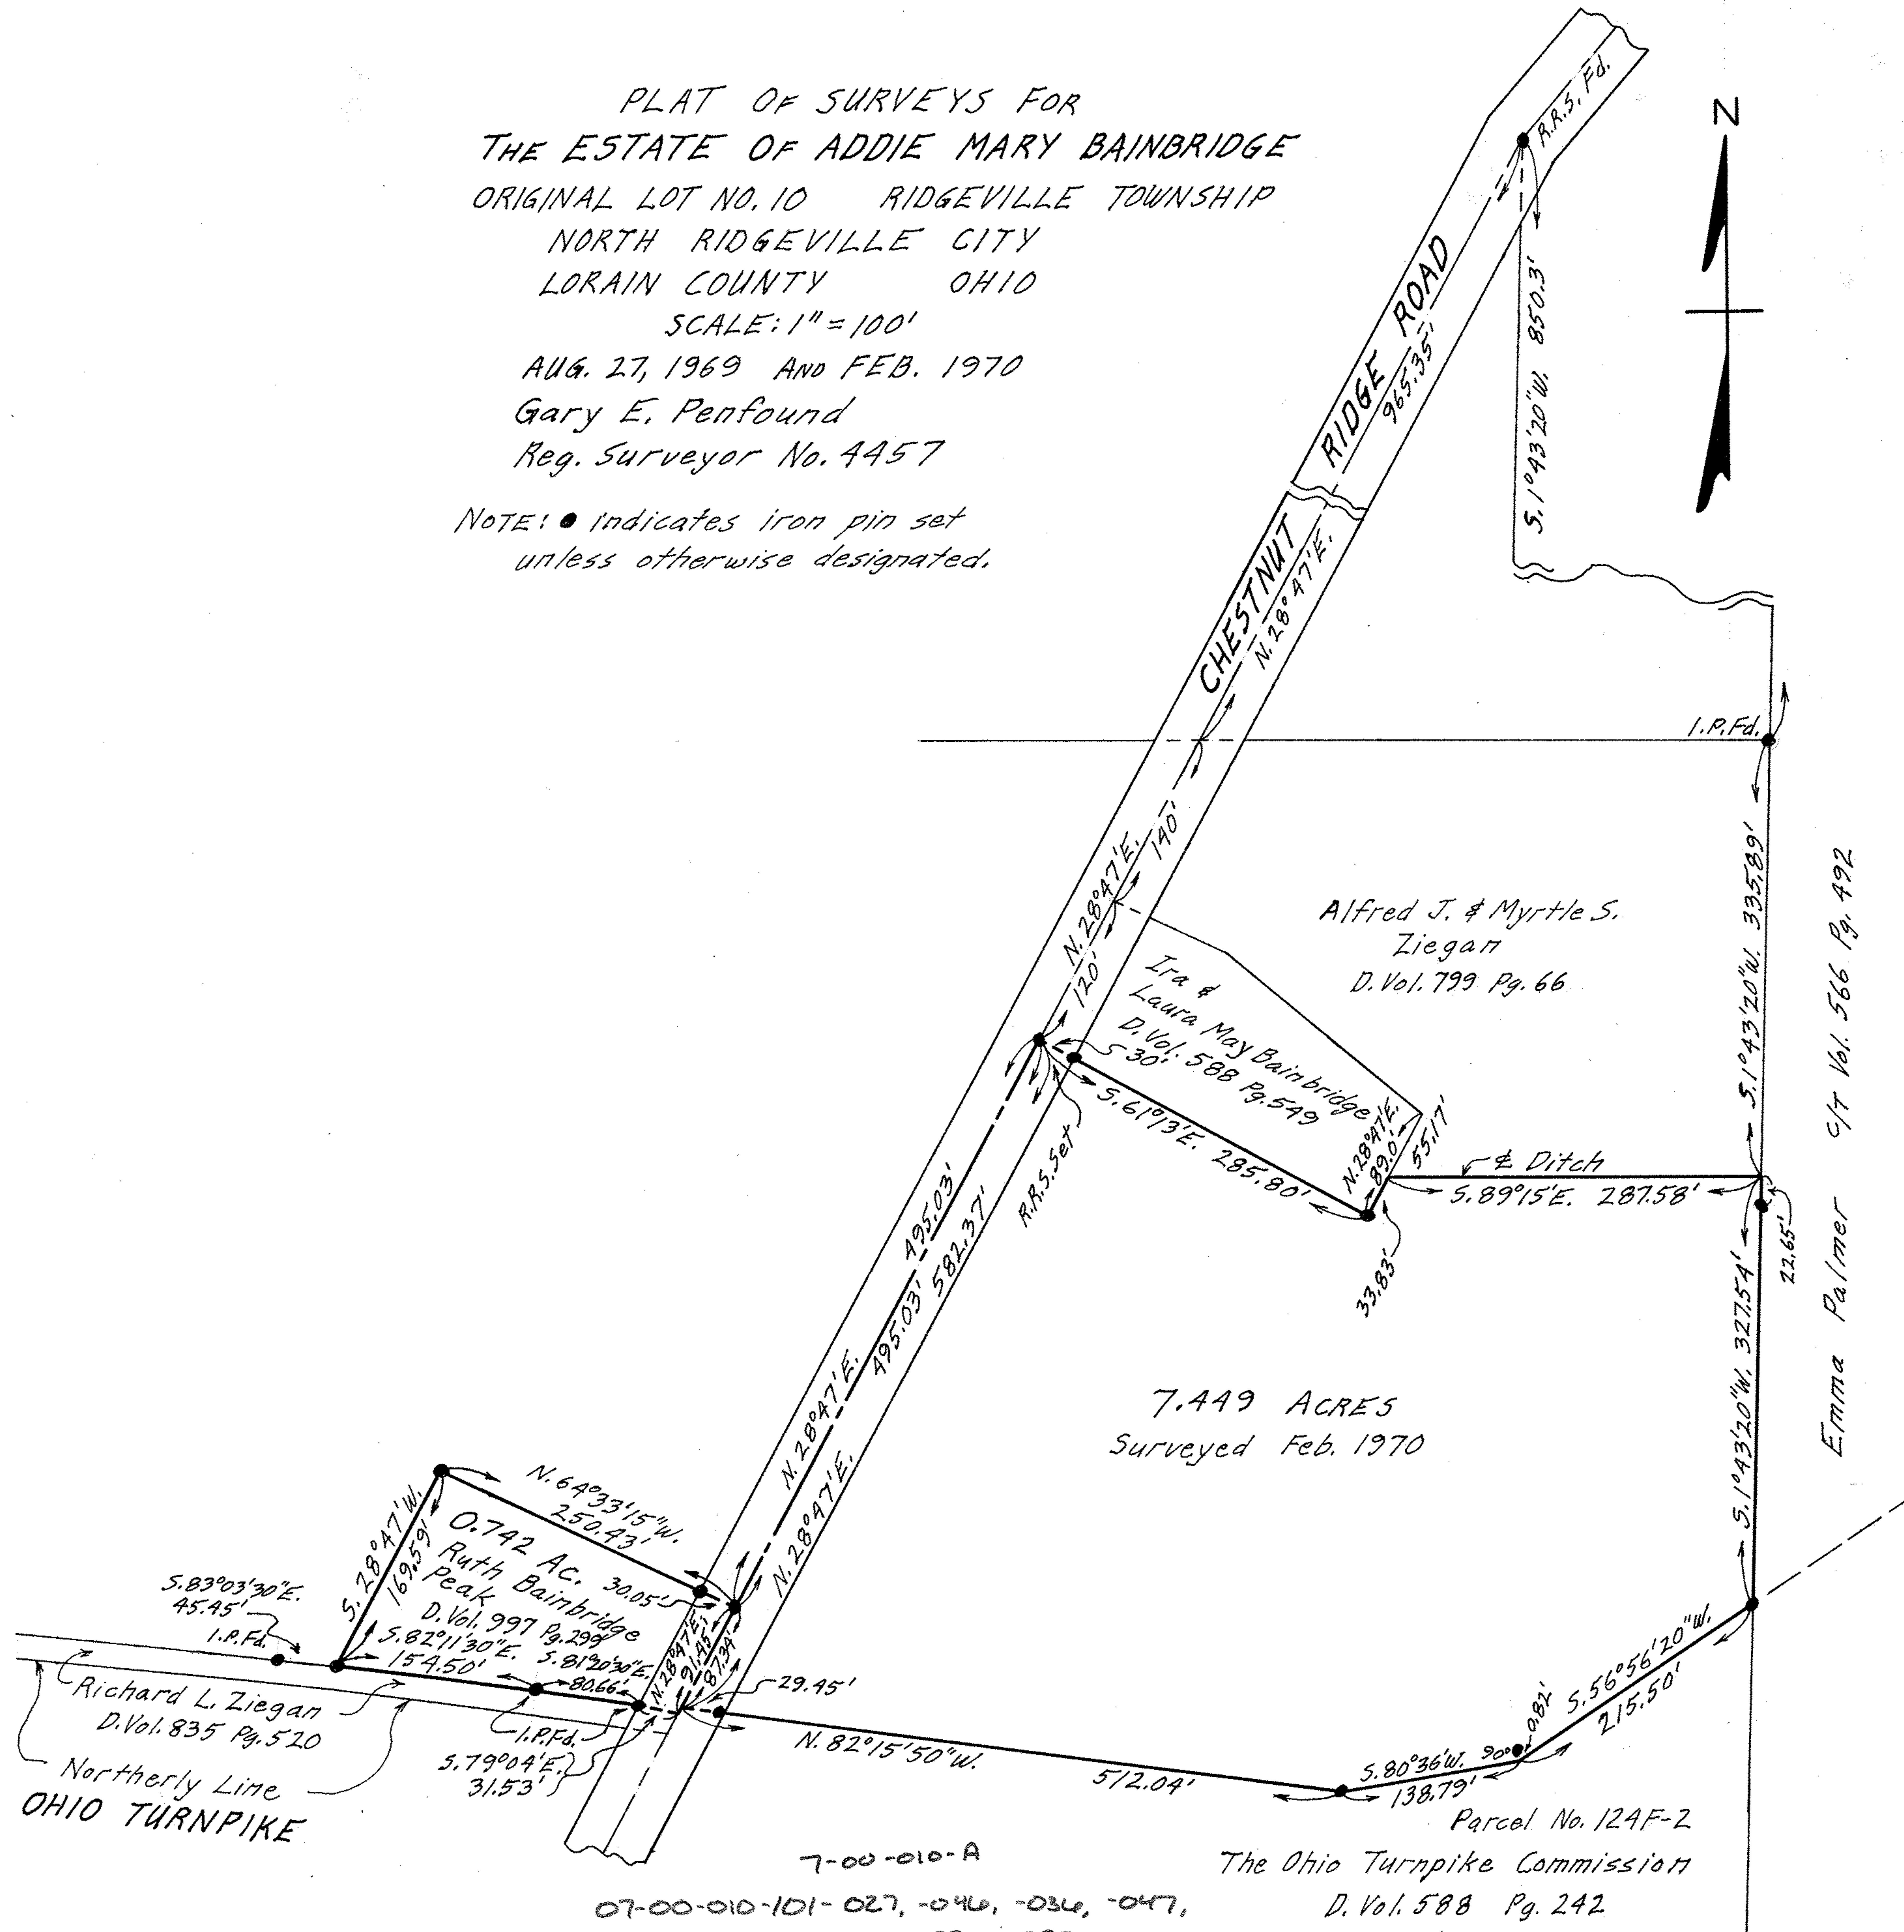 PLAT OF SURVEYS FOR
THE ESTATE OF ADDIE MARY BAINBRIDGE
ORIGINAL LOT NO. 10 RIDGEVILLE TOWNSHIP
NORTH RIDGEVILLE CITY
LORAIN COUNTY OHIO
SCALE: 1" = 100'
AUG. 27, 1969 AND FEB. 1970
Gary E. Penfound
Reg. Surveyor No. 4457
NOTE: ● indicates iron pin set
unless otherwise designated.
N
R.R.S. Fd.
S. 1°43'20"W. 850.3'
CHESTNUT RIDGE ROAD
965.35'
N. 28°47'E.
I.P. Fd.
N. 28°47'E.
140'
120'
S. 1°43'20"W. 335.89'
Emma Palmer C/T Vol. 566 Pg. 492
Alfred J. & Myrtle S.
Ziegan
D. Vol. 799 Pg. 66
Ira &
Laura May Bainbridge
D. Vol. 588 Pg. 549
30'
S. 61°13'E. 285.80'
R.R.S. Set
N. 28°47'E.
89.0'
55.17'
33.83'
℄ Ditch
S. 89°15'E. 287.58'
22.65'
S. 1°43'20"W. 327.54'
495.03'
N. 28°47'E. 495.03'
582.37'
N. 28°47'E.
7.449 ACRES
Surveyed Feb. 1970
N. 64°33'15"W.
250.43'
S. 28°47'W.
169.59'
0.742 Ac.
Ruth Bainbridge
Peak
D. Vol. 997 Pg. 299
30.05'
S. 83°03'30"E.
45.45'
I.P. Fd.
S. 82°11'30"E.
154.50'
S. 81°20'30"E.
80.66'
N. 28°47'E.
91.45'
87.34'
29.45'
I.P. Fd.
S. 79°04'E.
31.53'
Richard L. Ziegan
D. Vol. 835 Pg. 520
Northerly Line
OHIO TURNPIKE
N. 82°15'50"W.
512.04'
S. 80°36'W.
138.79'
90°
0.82'
S. 56°56'20"W.
215.50'
Parcel No. 124F-2
The Ohio Turnpike Commission
D. Vol. 588 Pg. 242
7-00-010-A
07-00-010-101-027, -046, -036, -047,